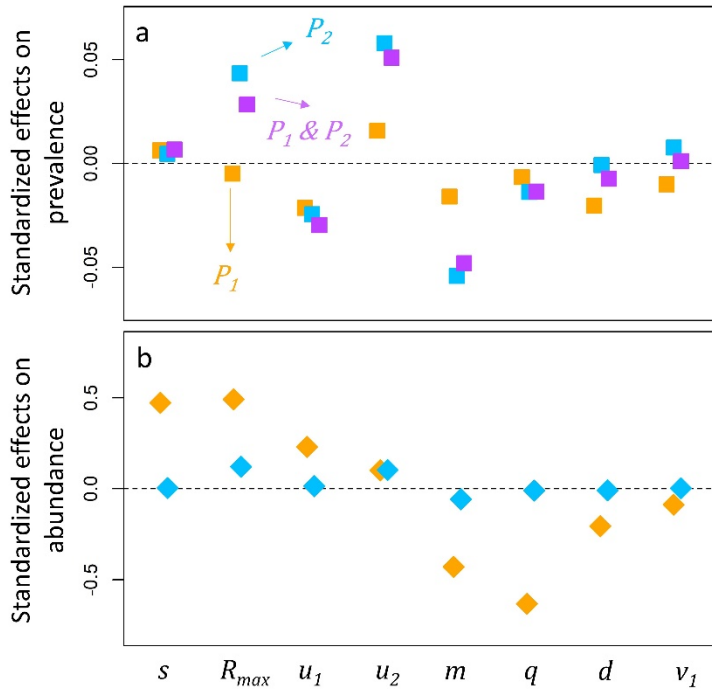 a
P₂
P₁ & P₂
P₁
Standardized effects on
prevalence
0.05
0.00
-0.05
b
Standardized effects on
abundance
0.5
0.0
-0.5
s Rmax u₁ u₂ m q d v₁